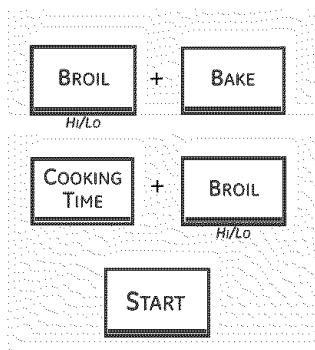 BROIL + BAKE
HI/LO
COOKING TIME + BROIL
HI/LO
START